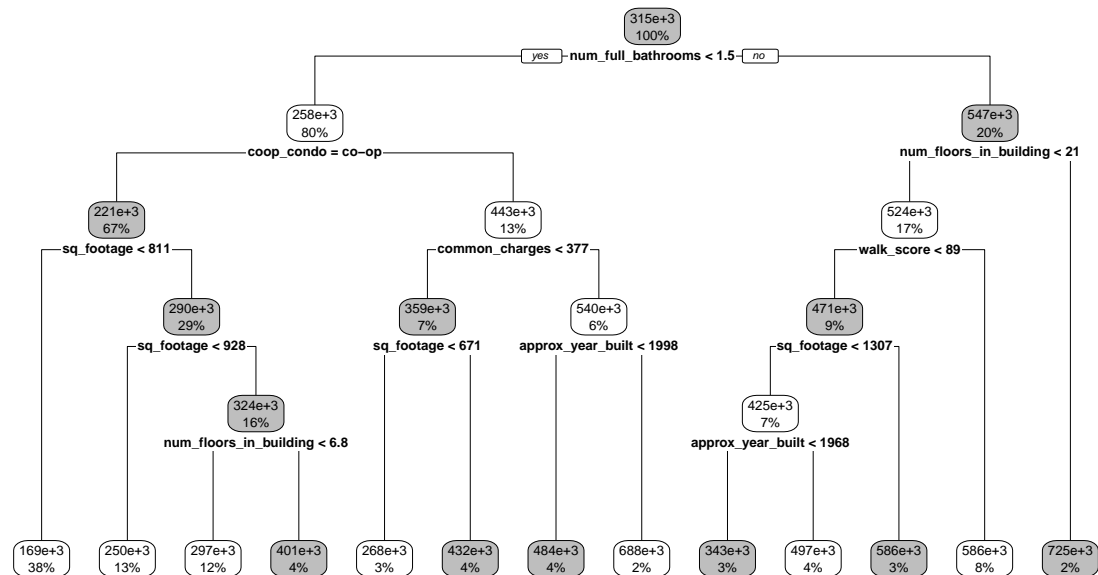 315e+3
100%
yes num_full_bathrooms < 1.5 no
258e+3
80%
coop_condo = co−op
547e+3
20%
num_floors_in_building < 21
221e+3
67%
sq_footage < 811
443e+3
13%
common_charges < 377
524e+3
17%
walk_score < 89
290e+3
29%
sq_footage < 928
359e+3
7%
sq_footage < 671
540e+3
6%
approx_year_built < 1998
471e+3
9%
sq_footage < 1307
324e+3
16%
num_floors_in_building < 6.8
425e+3
7%
approx_year_built < 1968
169e+3
38%
250e+3
13%
297e+3
12%
401e+3
4%
268e+3
3%
432e+3
4%
484e+3
4%
688e+3
2%
343e+3
3%
497e+3
4%
586e+3
3%
586e+3
8%
725e+3
2%